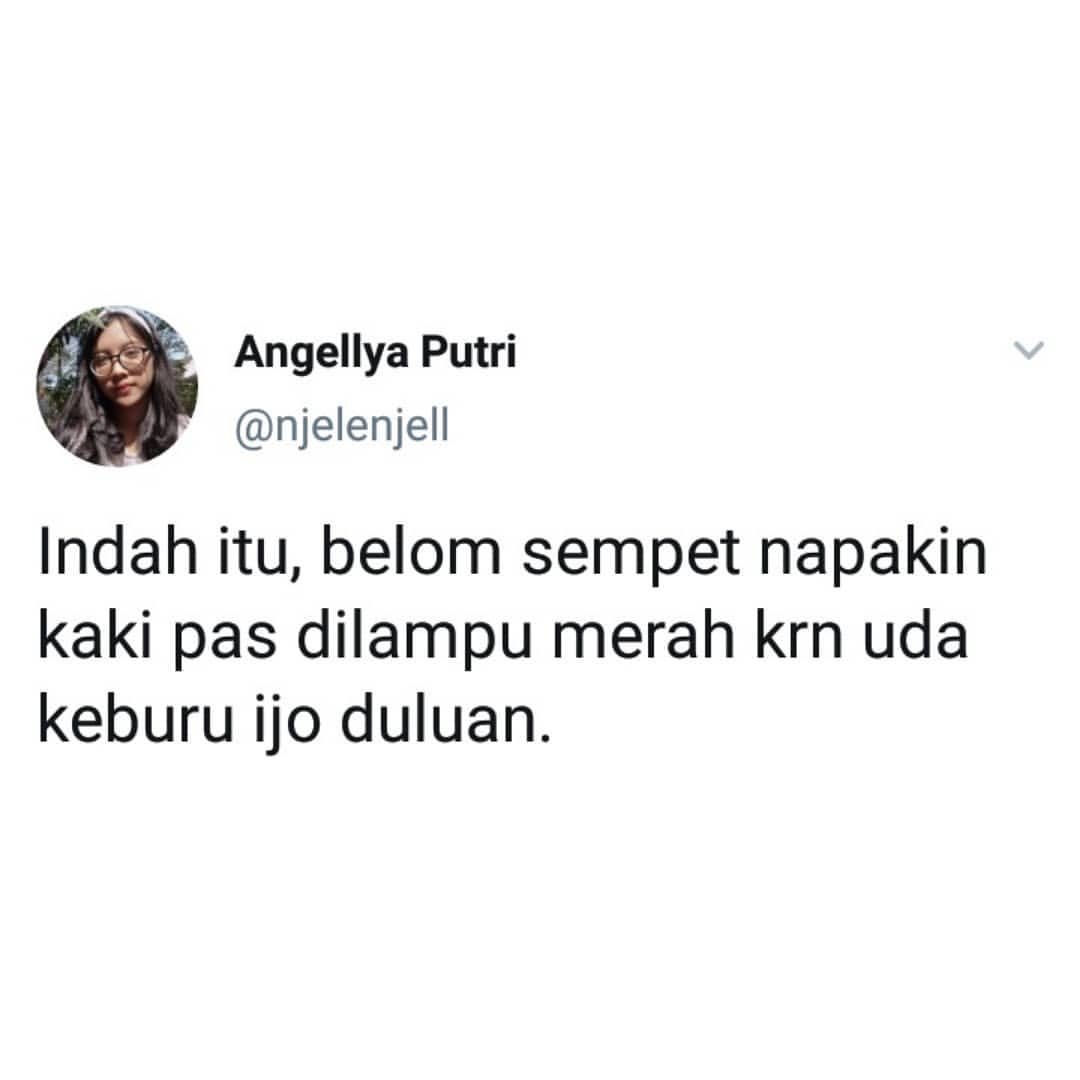 Angellya Putri
@njelenjell
Indah itu, belom sempet napakin
kaki pas dilampu merah krn uda
keburu ijo duluan.